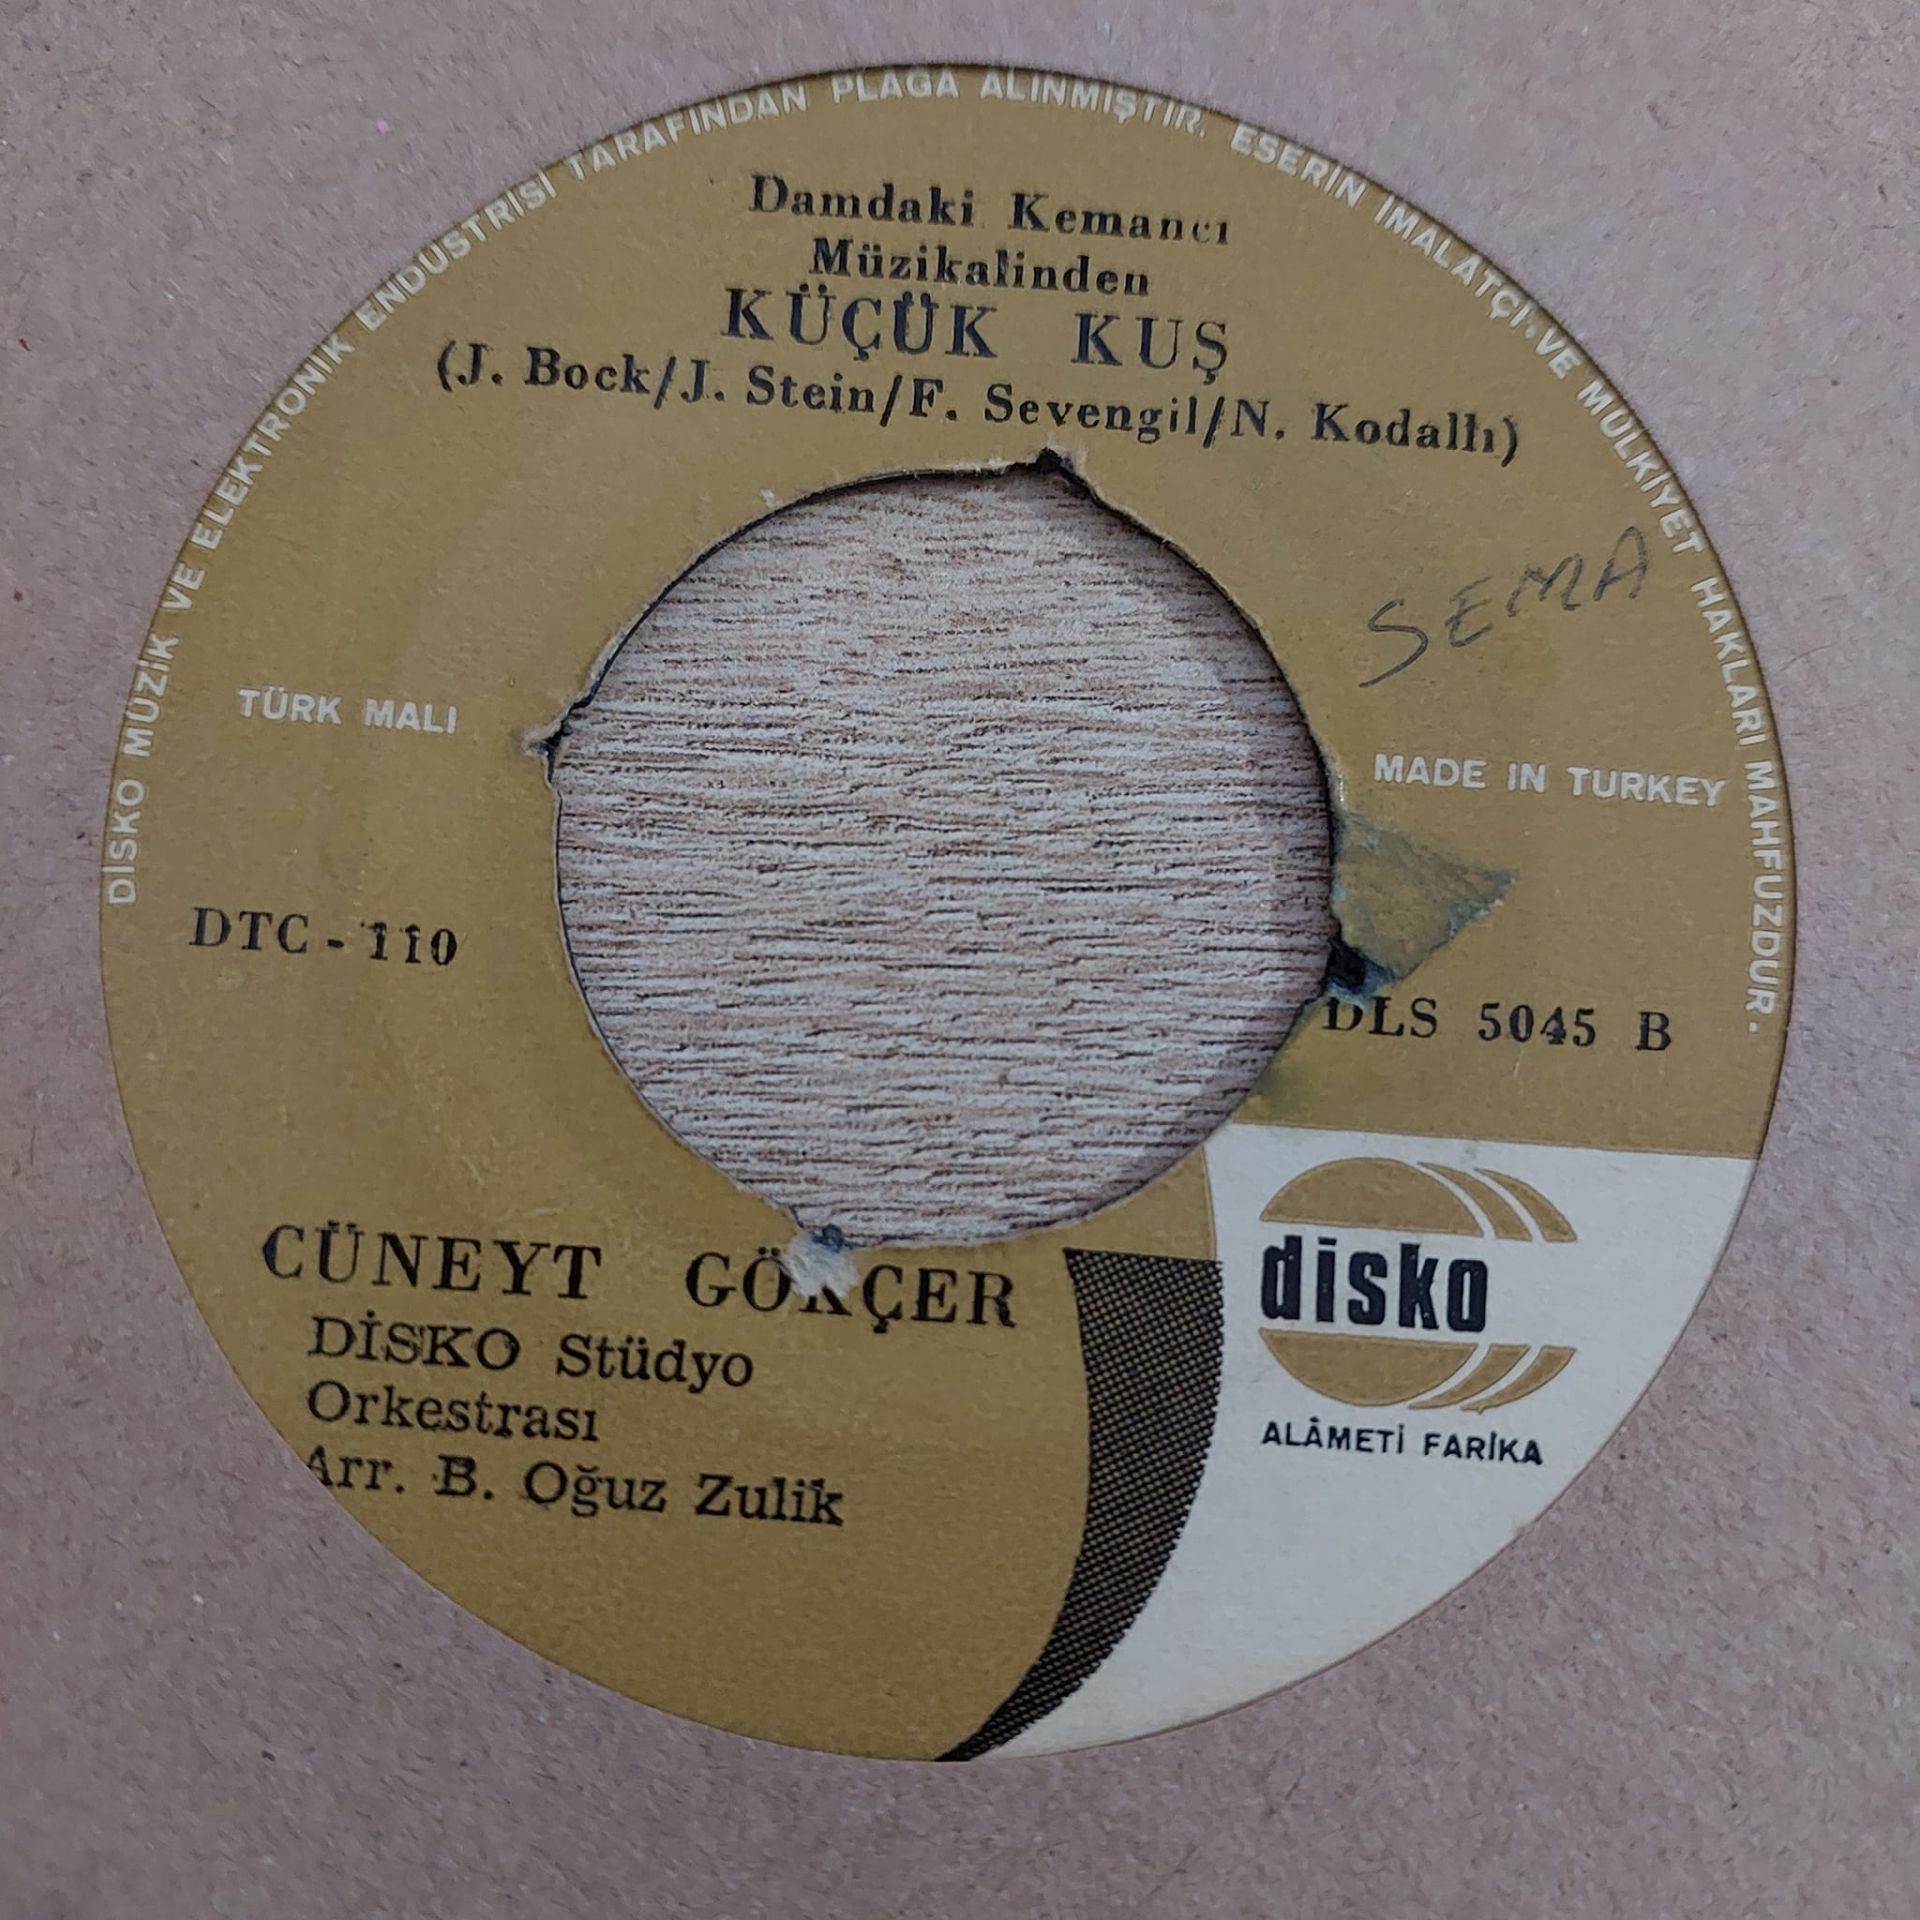 DİSKO MÜZİK VE ELEKTRONİK ENDÜSTRİSİ TARAFINDAN PLAĞA ALINMIŞTIR. ESERİN İMALATÇI VE MÜLKİYET HAKLARI MAHFUZDUR.
Damdaki Kemancı
Müzikalinden
KÜÇÜK KUŞ
(J. Bock/J. Stein/F. Sevengil/N. Kodallı)
SEMA
TÜRK MALI
MADE IN TURKEY
DTC - 110
DLS 5045 B
CÜNEYT GÖKÇER
DİSKO Stüdyo
Orkestrası
Arr. B. Oğuz Zulik
disko
ALÂMETİ FARİKA